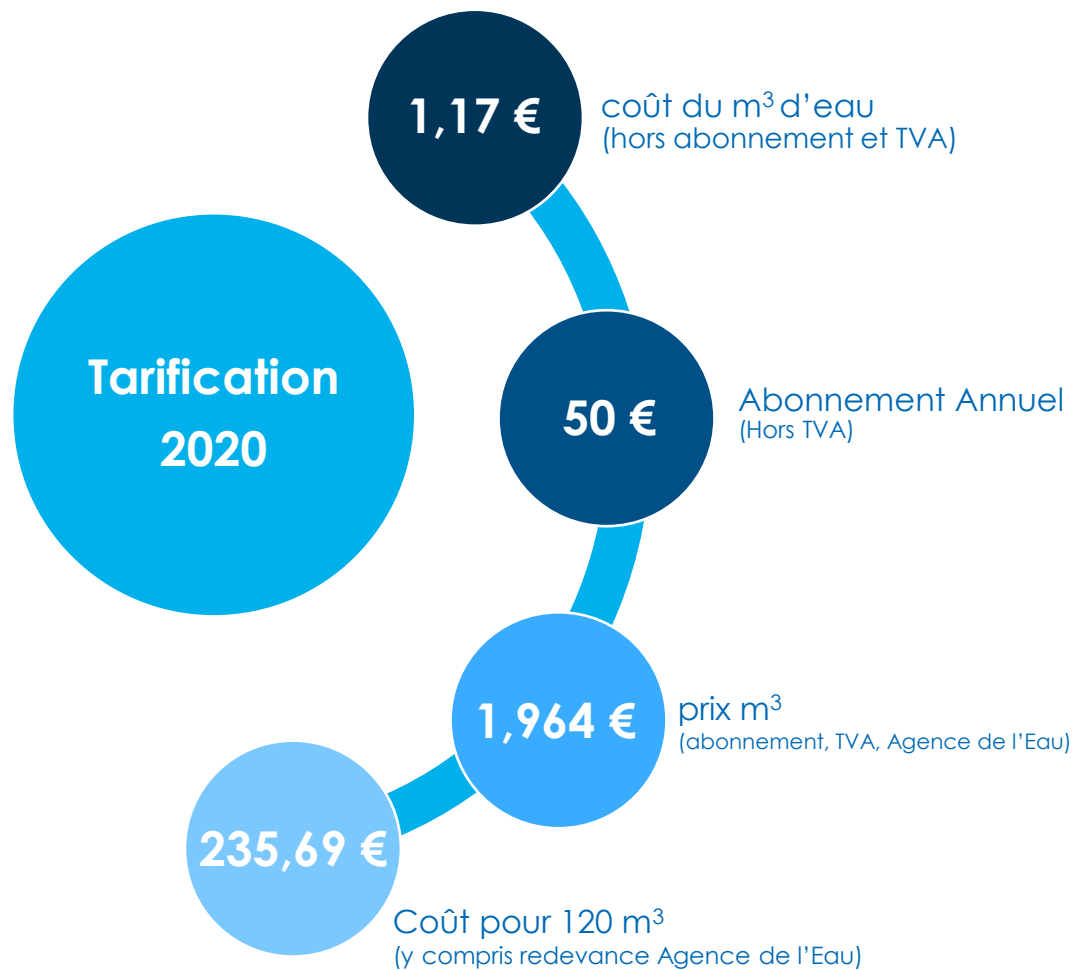 1,17 €
coût du m³ d’eau
(hors abonnement et TVA)
Tarification
2020
50 €
Abonnement Annuel
(Hors TVA)
1,964 €
prix m³
(abonnement, TVA, Agence de l’Eau)
235,69 €
Coût pour 120 m³
(y compris redevance Agence de l’Eau)